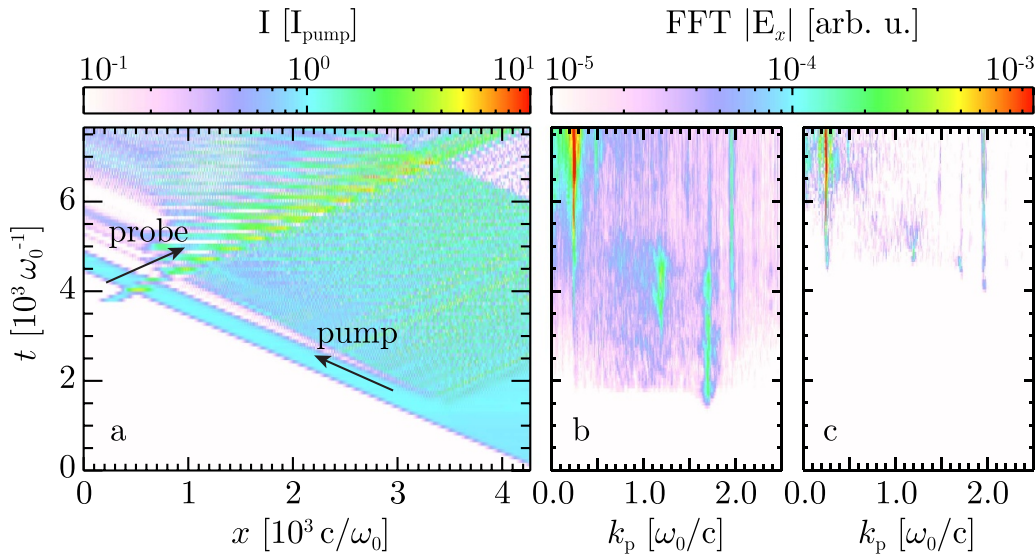 I [I_pump] FFT |E_x| [arb. u.]
10^-1 10^0 10^1 10^-5 10^-4 10^-3
6
4
2
0
t [10^3 ω_0^-1]
probe
pump
a b c
0 1 2 3 4 0.0 1.0 2.0 0.0 1.0 2.0
x [10^3 c/ω_0] k_p [ω_0/c] k_p [ω_0/c]